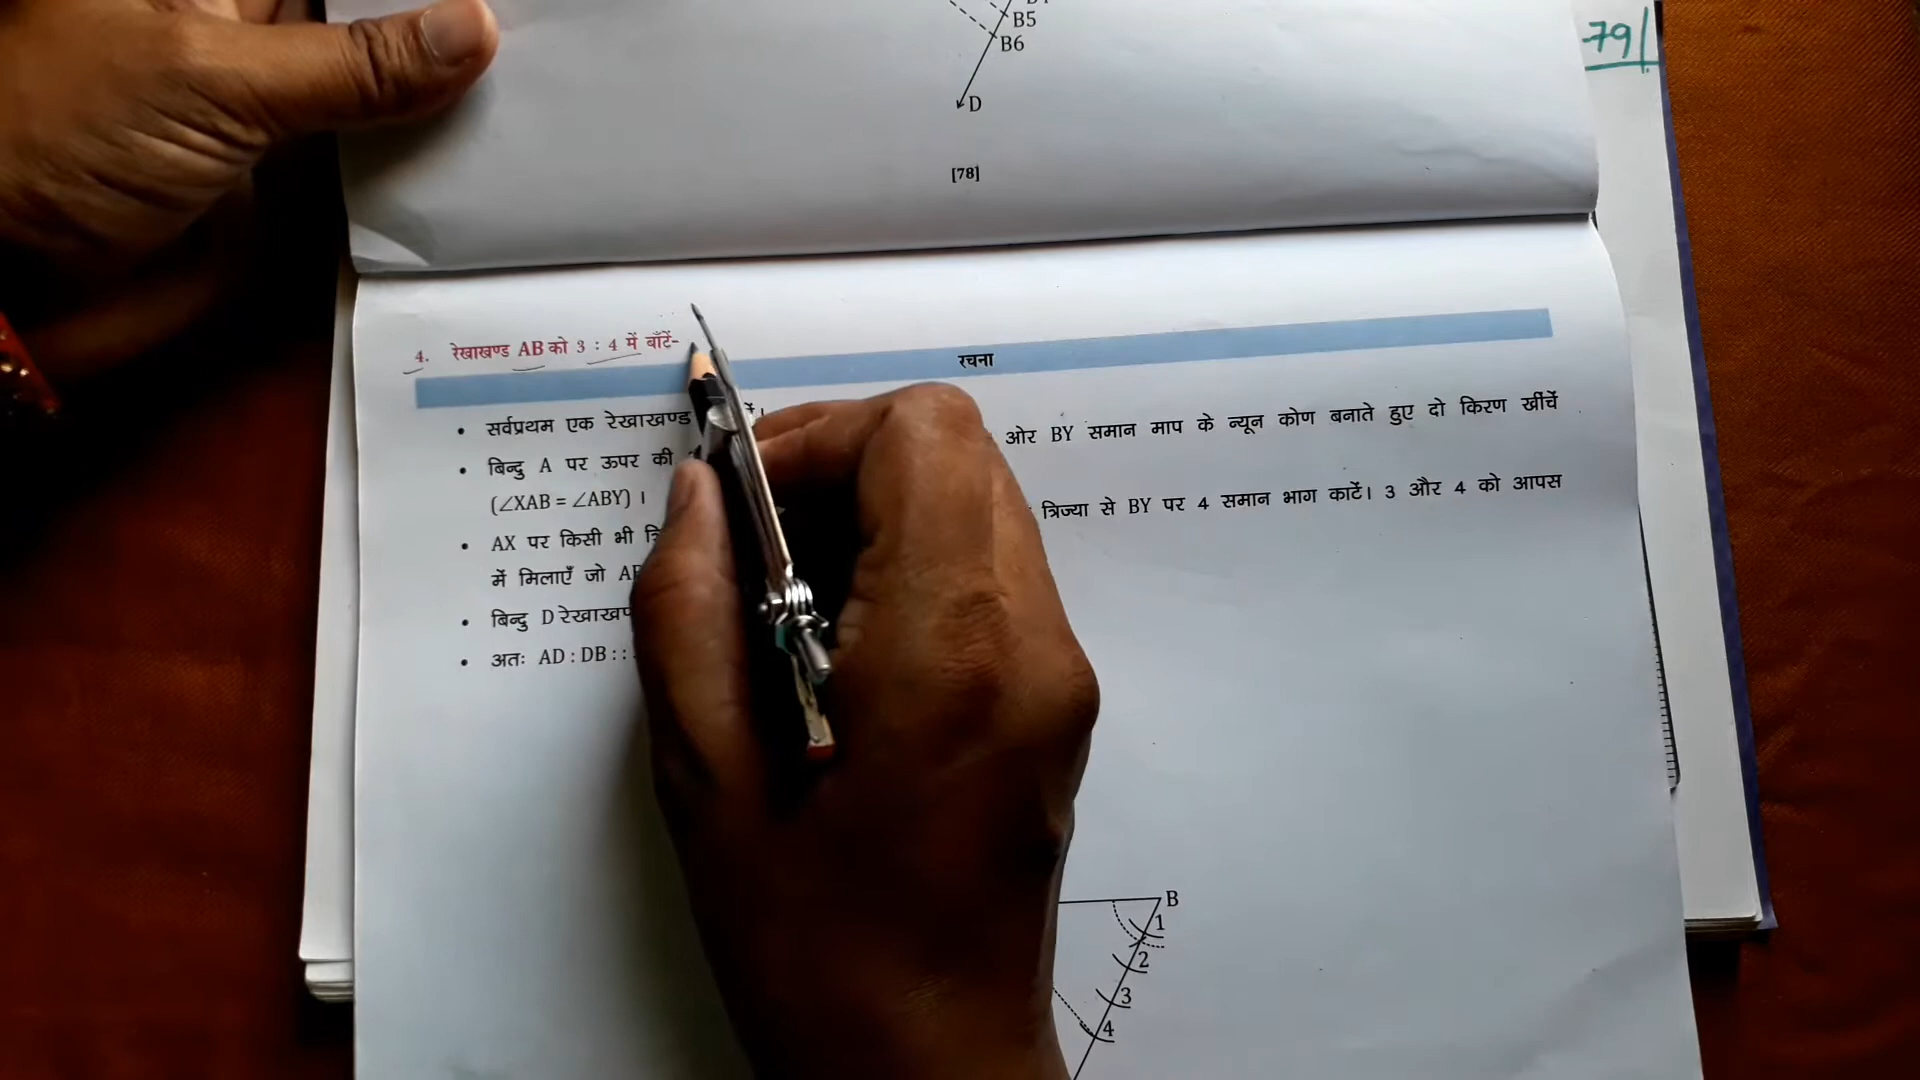 B5
B6
D
[78]
79
4. रेखाखण्ड AB को 3 : 4 में बाँटें-
रचना
• सर्वप्रथम एक रेखाखण्ड
• बिन्दु A पर ऊपर की ओर BY समान माप के न्यून कोण बनाते हुए दो किरण खींचें
(∠XAB = ∠ABY) ।
• AX पर किसी भी त्रिज्या से BY पर 4 समान भाग काटें। 3 और 4 को आपस
में मिलाएँ जो
• बिन्दु D
• अतः AD : DB : :
B
1
2
3
4